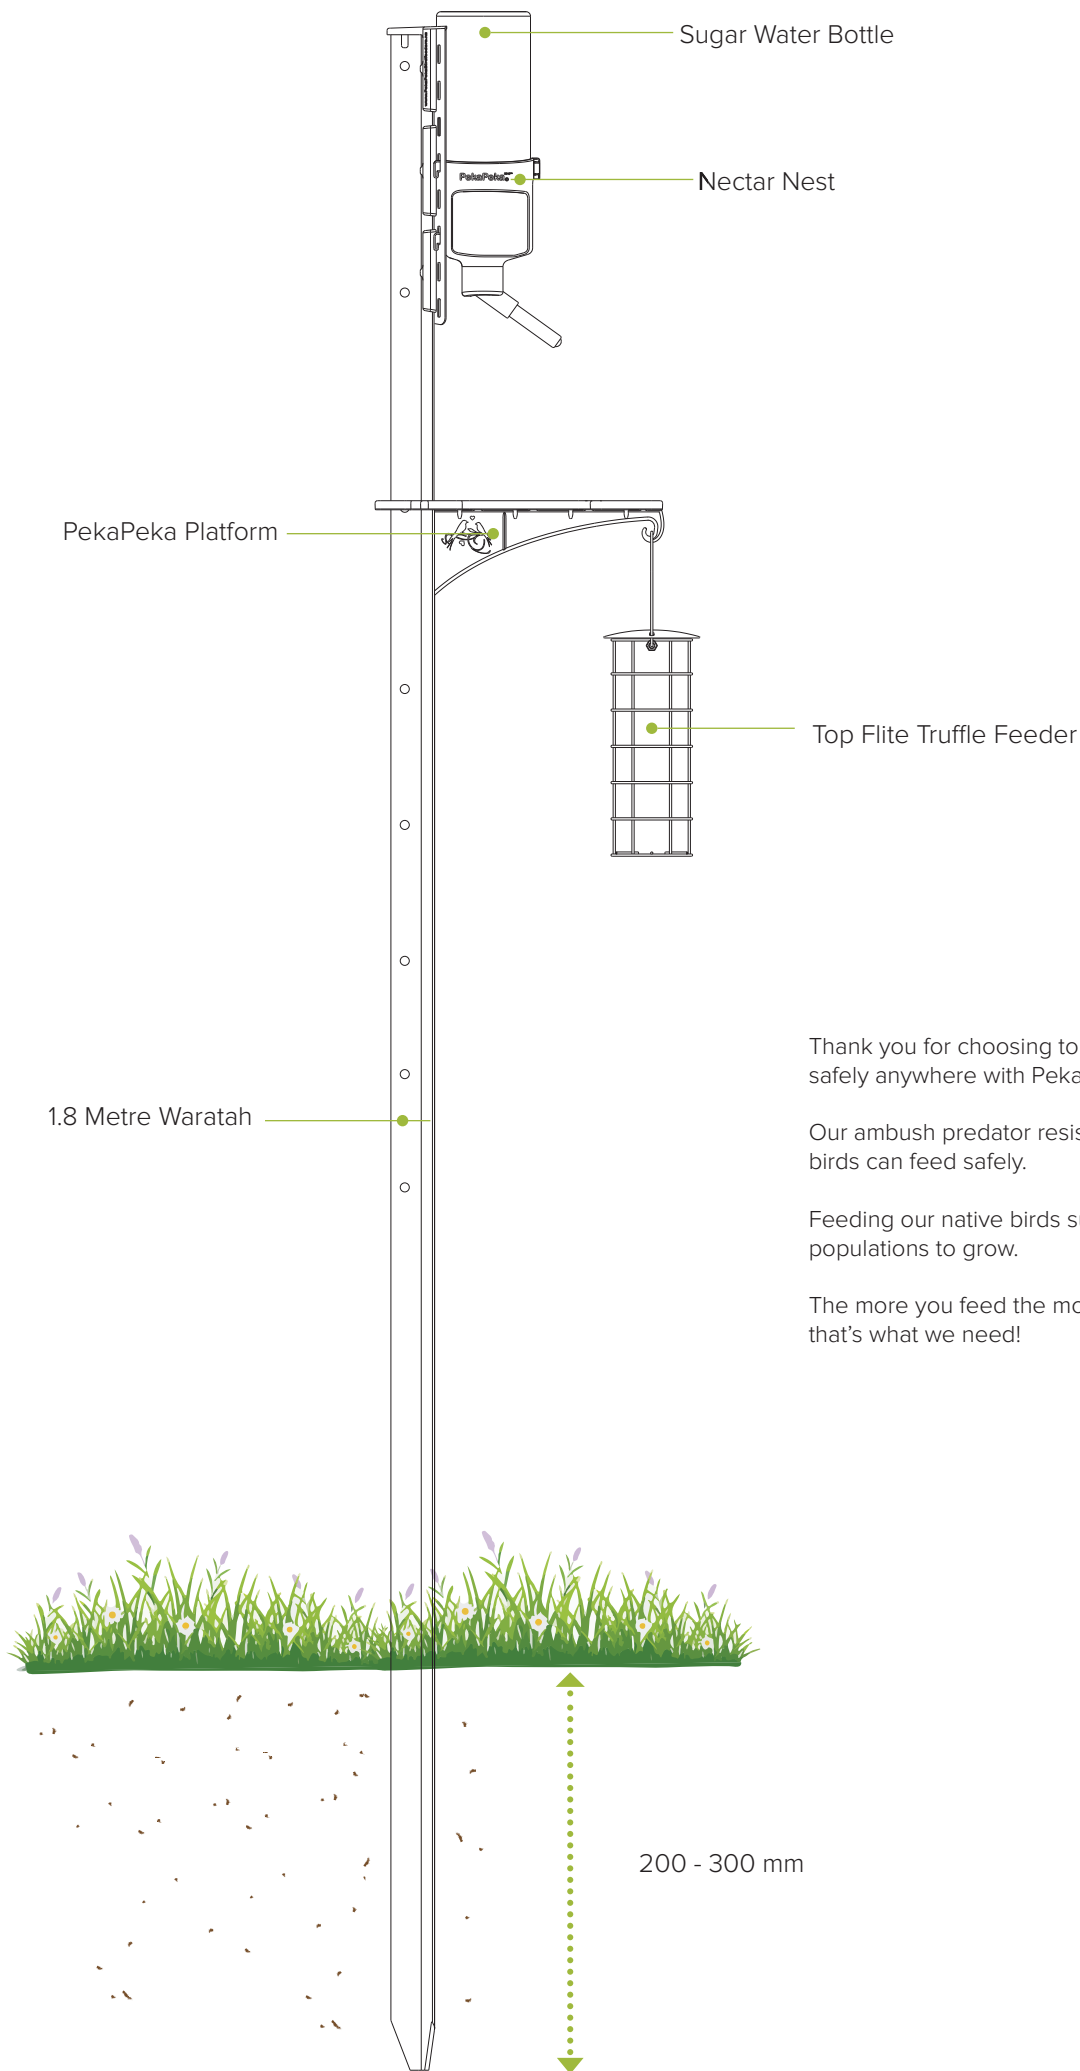 Sugar Water Bottle
PekaPeka
Nectar Nest
PekaPeka Platform
Top Flite Truffle Feeder
Thank you for choosing to
safely anywhere with Peka
1.8 Metre Waratah
Our ambush predator resis
birds can feed safely.
Feeding our native birds su
populations to grow.
The more you feed the mo
that's what we need!
200 - 300 mm